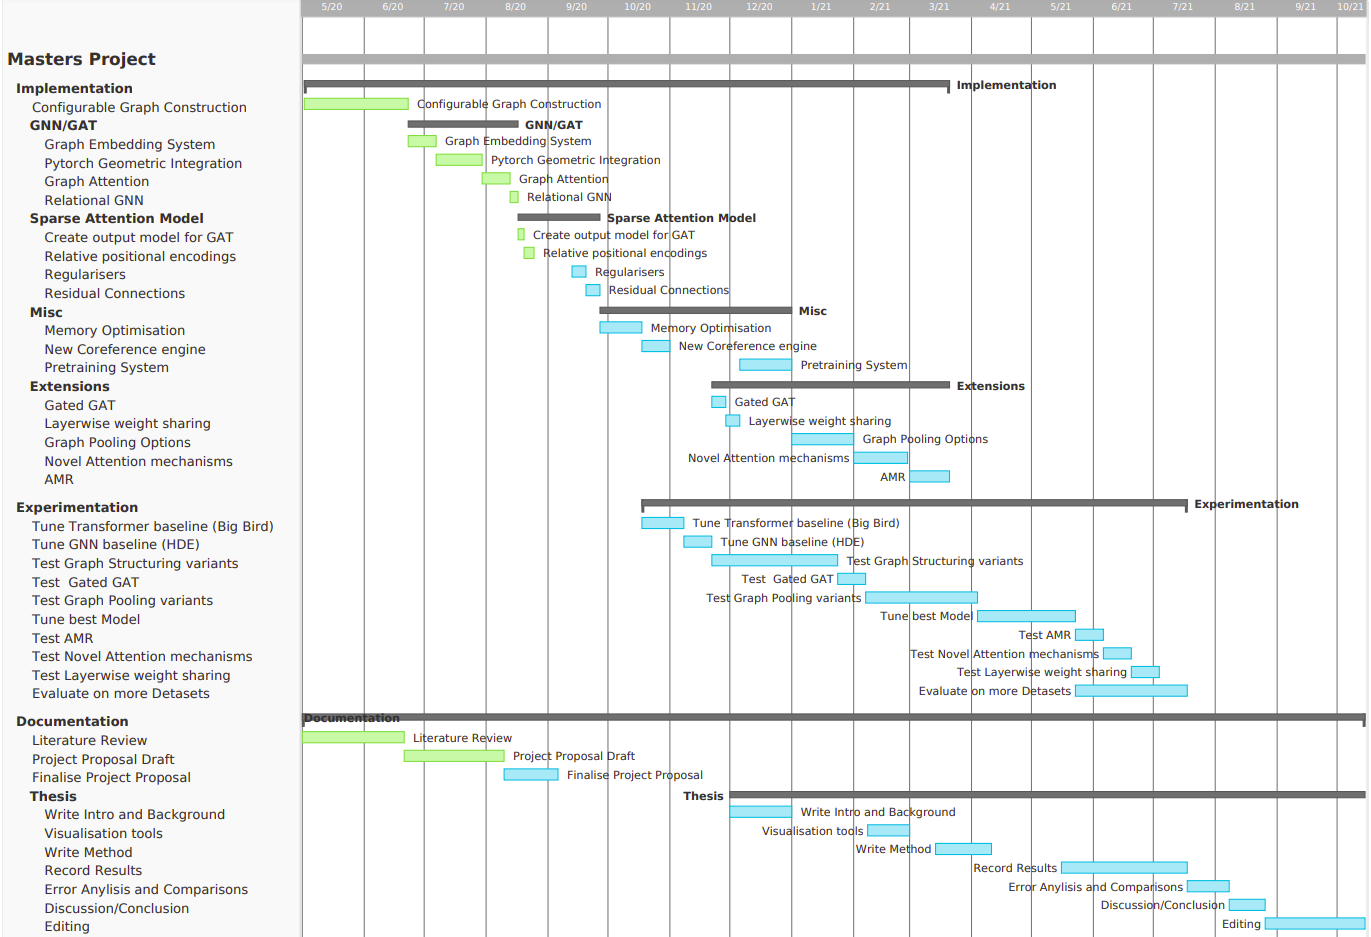 5/20 6/20 7/20 8/20 9/20 10/20 11/20 12/20 1/21 2/21 3/21 4/21 5/21 6/21 7/21 8/21 9/21 10/21
Masters Project
Implementation Implementation
Configurable Graph Construction Configurable Graph Construction
GNN/GAT GNN/GAT
Graph Embedding System Graph Embedding System
Pytorch Geometric Integration Pytorch Geometric Integration
Graph Attention Graph Attention
Relational GNN Relational GNN
Sparse Attention Model Sparse Attention Model
Create output model for GAT Create output model for GAT
Relative positional encodings Relative positional encodings
Regularisers Regularisers
Residual Connections Residual Connections
Misc Misc
Memory Optimisation Memory Optimisation
New Coreference engine New Coreference engine
Pretraining System Pretraining System
Extensions Extensions
Gated GAT Gated GAT
Layerwise weight sharing Layerwise weight sharing
Graph Pooling Options Graph Pooling Options
Novel Attention mechanisms Novel Attention mechanisms
AMR AMR
Experimentation Experimentation
Tune Transformer baseline (Big Bird) Tune Transformer baseline (Big Bird)
Tune GNN baseline (HDE) Tune GNN baseline (HDE)
Test Graph Structuring variants Test Graph Structuring variants
Test  Gated GAT Test  Gated GAT
Test Graph Pooling variants Test Graph Pooling variants
Tune best Model Tune best Model
Test AMR Test AMR
Test Novel Attention mechanisms Test Novel Attention mechanisms
Test Layerwise weight sharing Test Layerwise weight sharing
Evaluate on more Detasets Evaluate on more Detasets
Documentation Documentation
Literature Review Literature Review
Project Proposal Draft Project Proposal Draft
Finalise Project Proposal Finalise Project Proposal
Thesis Thesis
Write Intro and Background Write Intro and Background
Visualisation tools Visualisation tools
Write Method Write Method
Record Results Record Results
Error Anylisis and Comparisons Error Anylisis and Comparisons
Discussion/Conclusion Discussion/Conclusion
Editing Editing